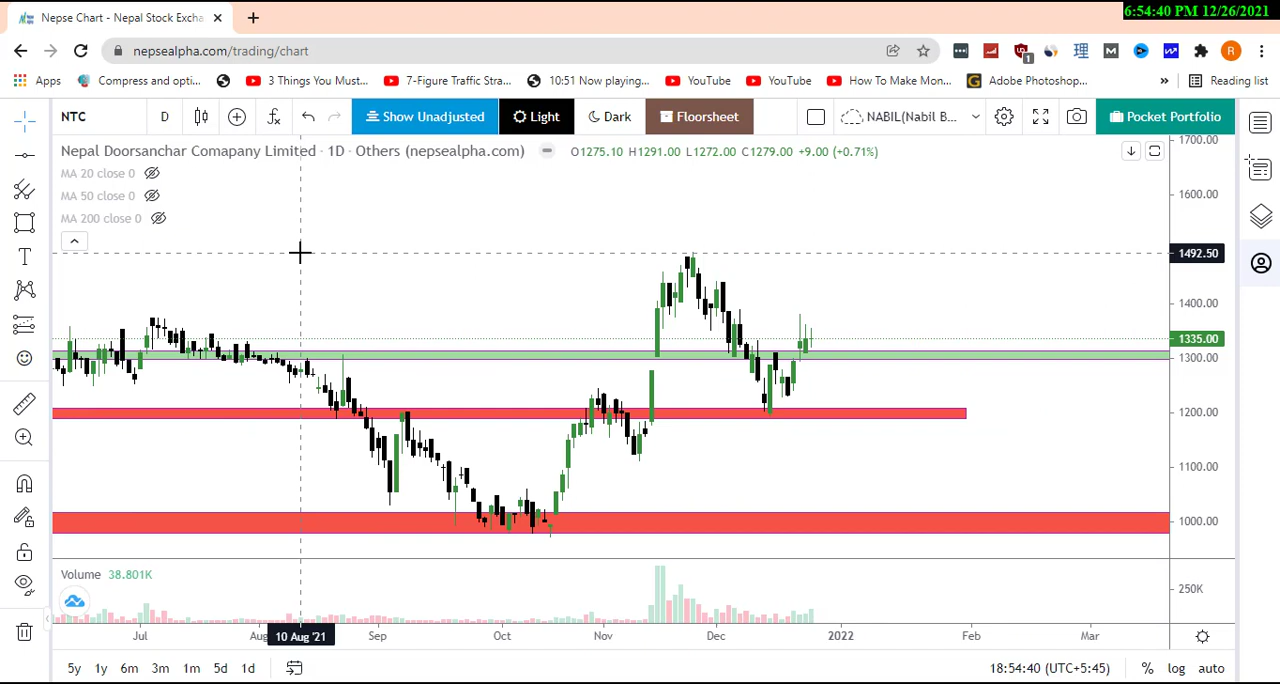 6:54:40 PM 12/26/2021
Nepse Chart - Nepal Stock Excha
nepsealpha.com/trading/chart
1
R
Apps
Compress and opti...
3 Things You Must...
7-Figure Traffic Stra...
10:51 Now playing...
YouTube
YouTube
How To Make Mon...
Adobe Photoshop...
»
Reading list
NTC
D
Show Unadjusted
Light
Dark
Floorsheet
NABIL(Nabil B...
Pocket Portfolio
Nepal Doorsanchar Comapany Limited · 1D · Others (nepsealpha.com)
O1275.10 H1291.00 L1272.00 C1279.00 +9.00 (+0.71%)
MA 20 close 0
MA 50 close 0
MA 200 close 0
1700.00
1600.00
1492.50
1400.00
1335.00
1300.00
1200.00
1100.00
1000.00
Volume 38.801K
250K
Jul
Aug
10 Aug '21
Sep
Oct
Nov
Dec
2022
Feb
Mar
5y
1y
6m
3m
1m
5d
1d
18:54:40 (UTC+5:45)
%
log
auto